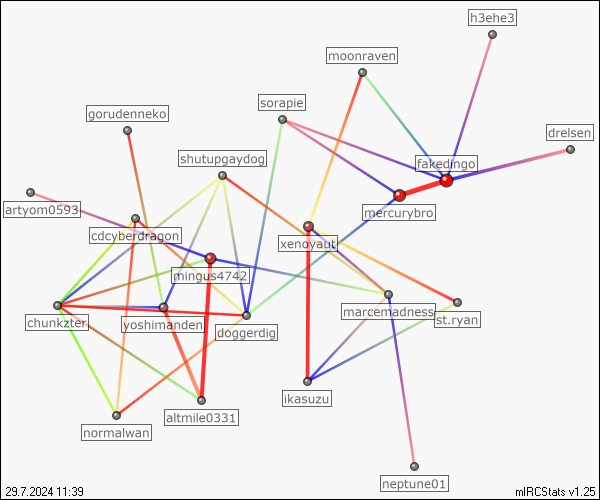 h3ehe3
moonraven
sorapie
gorudenneko
drelsen
shutupgaydog
fakedingo
artyom0593
mercurybro
cdcyberdragon
xenoyaut
mingus4742
marcemadness
st.ryan
chunkzter
yoshimanden
doggerdig
ikasuzu
altmile0331
normalwan
neptune01
29.7.2024 11:39
mIRCStats v1.25